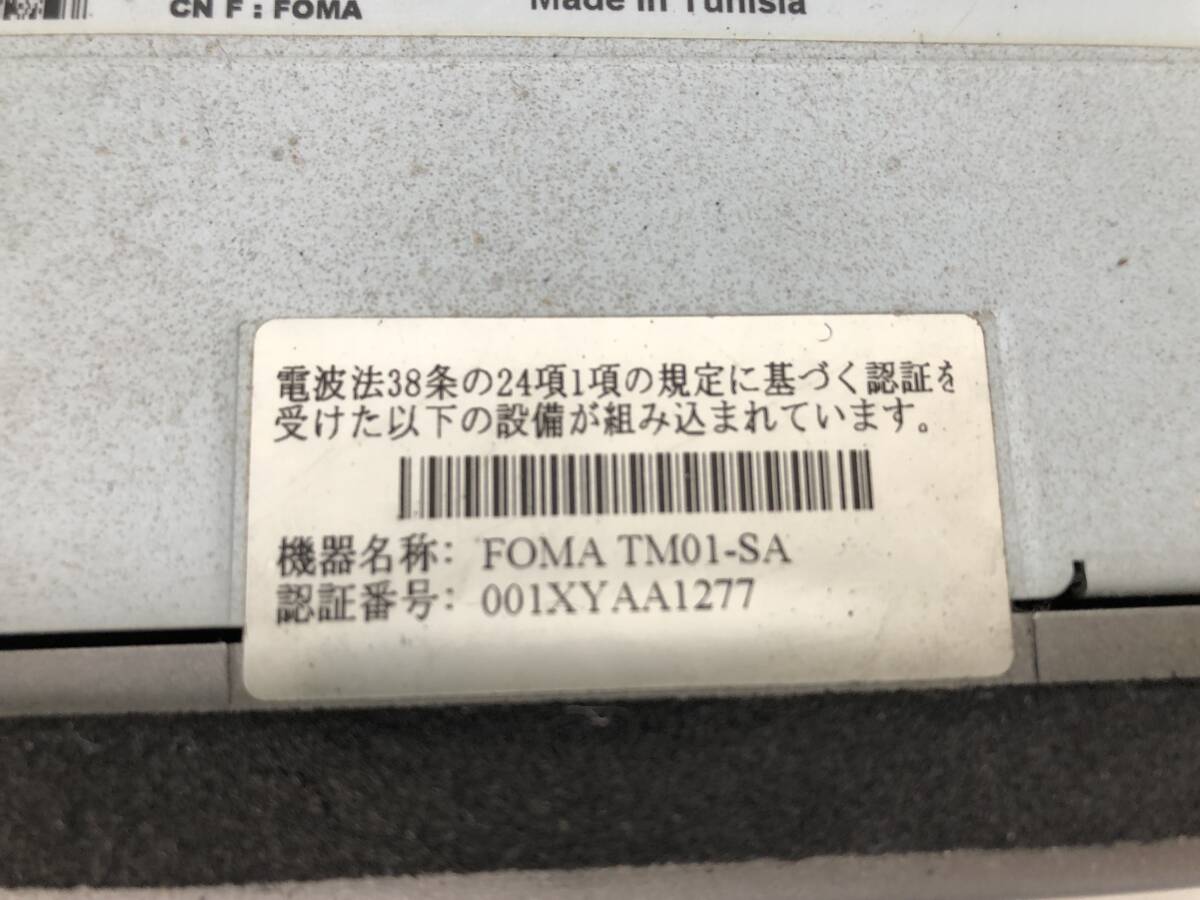 CN F : FOMA
Made in Tunisia
電波法38条の24項1項の規定に基づく認証を
受けた以下の設備が組み込まれています。
機器名称: FOMA TM01-SA
認証番号: 001XYAA1277